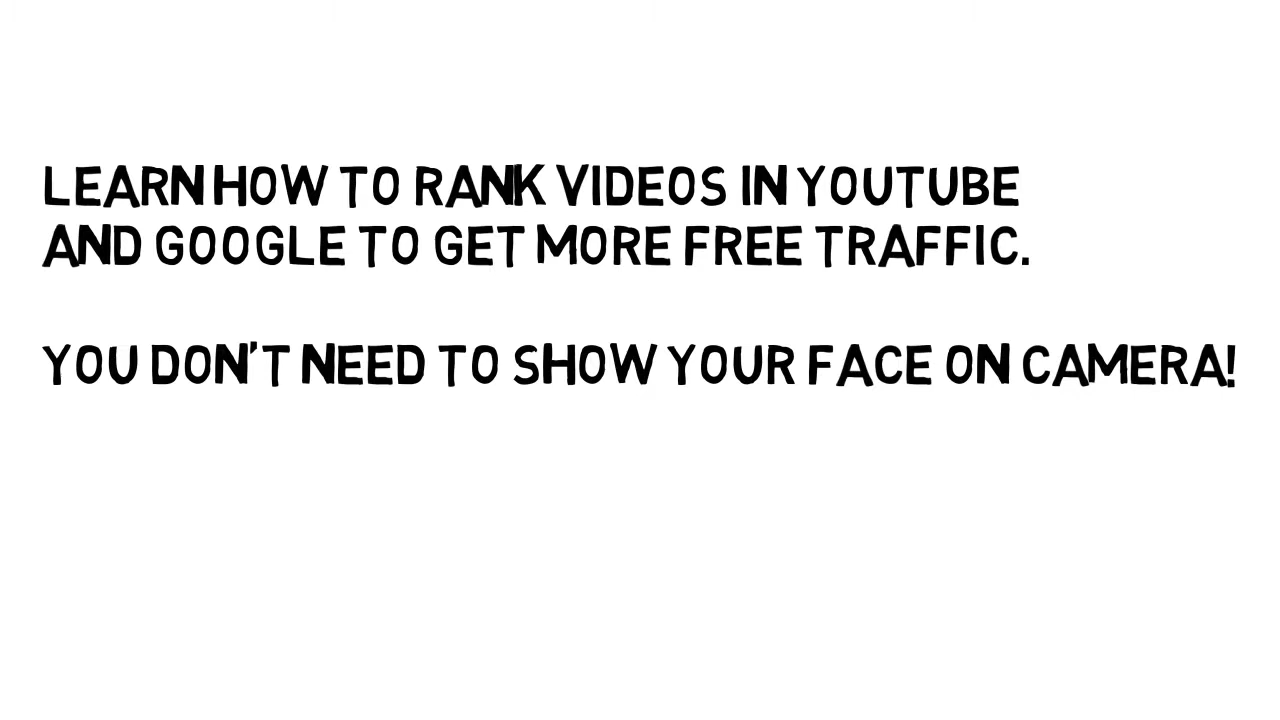 LEARN HOW TO RANK VIDEOS IN YOUTUBE
AND GOOGLE TO GET MORE FREE TRAFFIC.
YOU DON'T NEED TO SHOW YOUR FACE ON CAMERA!